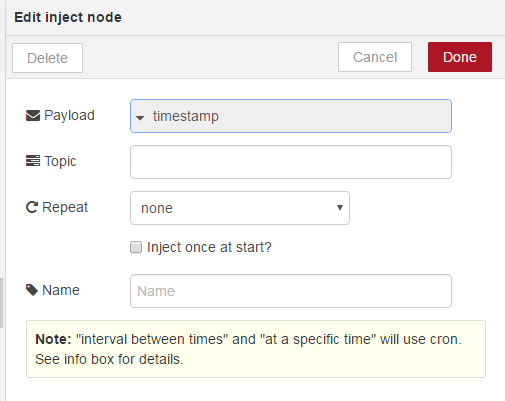 Edit inject node
Delete Cancel Done
Payload timestamp
Topic
Repeat none
Inject once at start?
Name Name
Note: "interval between times" and "at a specific time" will use cron.
See info box for details.